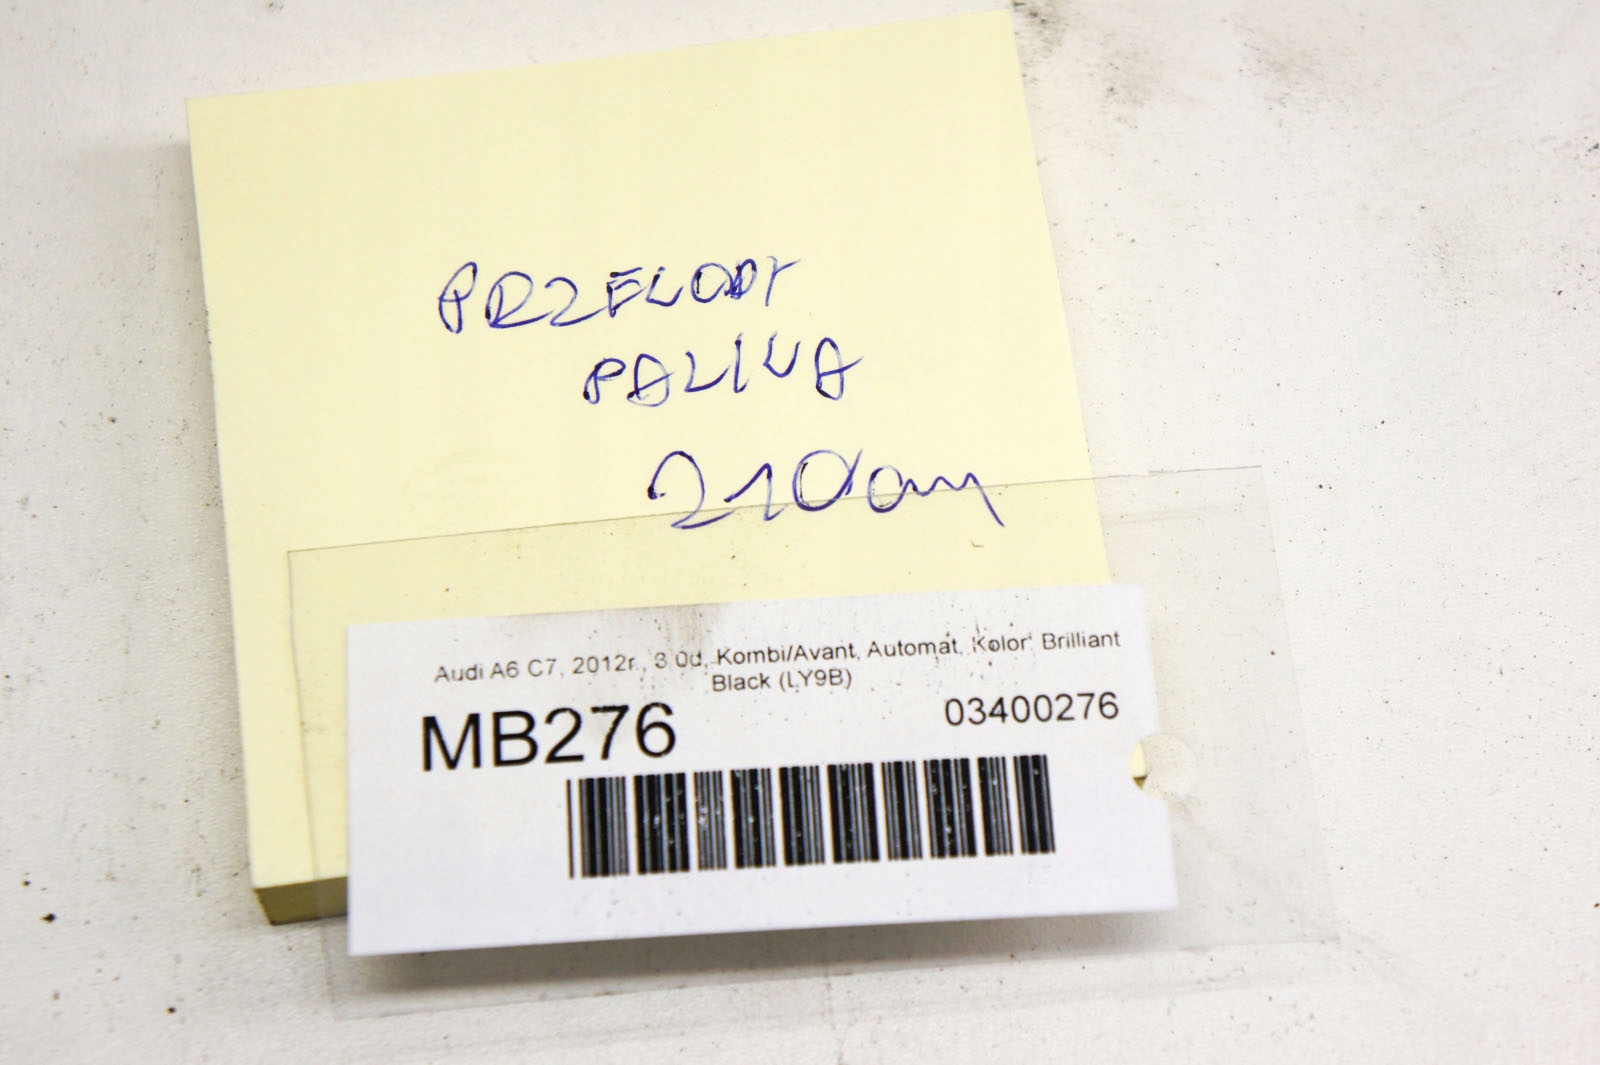 PRZEWODY
PALIWA
210cm
Audi A6 C7, 2012r., 3.0d, Kombi/Avant, Automat, Kolor: Brilliant
Black (LY9B)
MB276
03400276